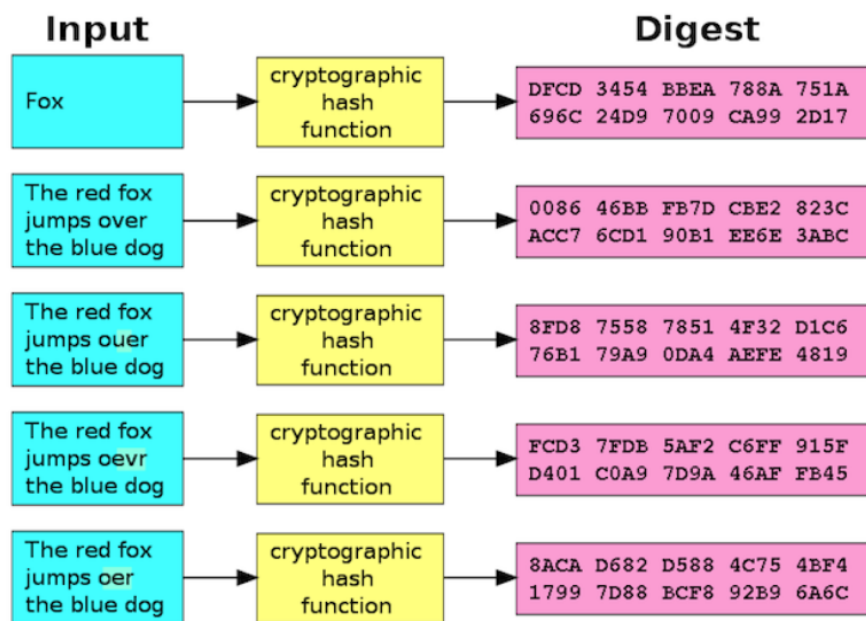 Input
Digest
Fox
cryptographic
hash
function
DFCD 3454 BBEA 788A 751A
696C 24D9 7009 CA99 2D17
The red fox
jumps over
the blue dog
cryptographic
hash
function
0086 46BB FB7D CBE2 823C
ACC7 6CD1 90B1 EE6E 3ABC
The red fox
jumps ouer
the blue dog
cryptographic
hash
function
8FD8 7558 7851 4F32 D1C6
76B1 79A9 0DA4 AEFE 4819
The red fox
jumps oevr
the blue dog
cryptographic
hash
function
FCD3 7FDB 5AF2 C6FF 915F
D401 C0A9 7D9A 46AF FB45
The red fox
jumps oer
the blue dog
cryptographic
hash
function
8ACA D682 D588 4C75 4BF4
1799 7D88 BCF8 92B9 6A6C